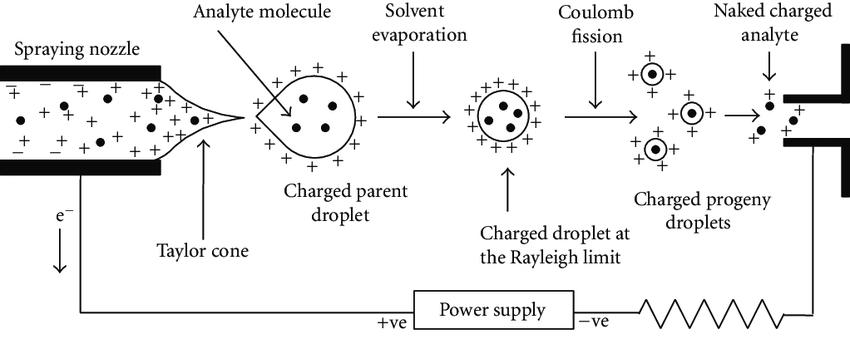 Analyte molecule
Solvent
evaporation
Coulomb
fission
Naked charged
analyte
Spraying nozzle
Charged parent
droplet
Charged progeny
droplets
Taylor cone
e⁻
Charged droplet at
the Rayleigh limit
Power supply
+ve
−ve